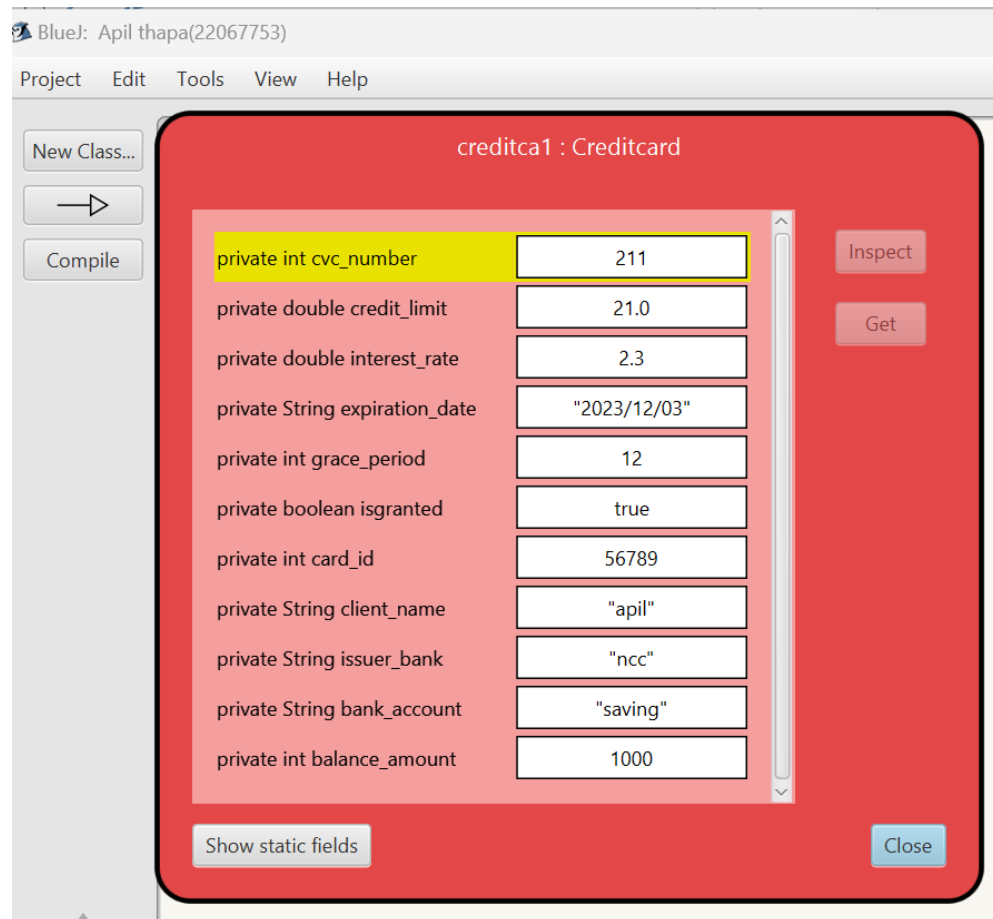 BlueJ: Apil thapa(22067753)
Project Edit Tools View Help
New Class...
Compile
creditca1 : Creditcard
private int cvc_number 211
private double credit_limit 21.0
private double interest_rate 2.3
private String expiration_date "2023/12/03"
private int grace_period 12
private boolean isgranted true
private int card_id 56789
private String client_name "apil"
private String issuer_bank "ncc"
private String bank_account "saving"
private int balance_amount 1000
Inspect
Get
Show static fields
Close